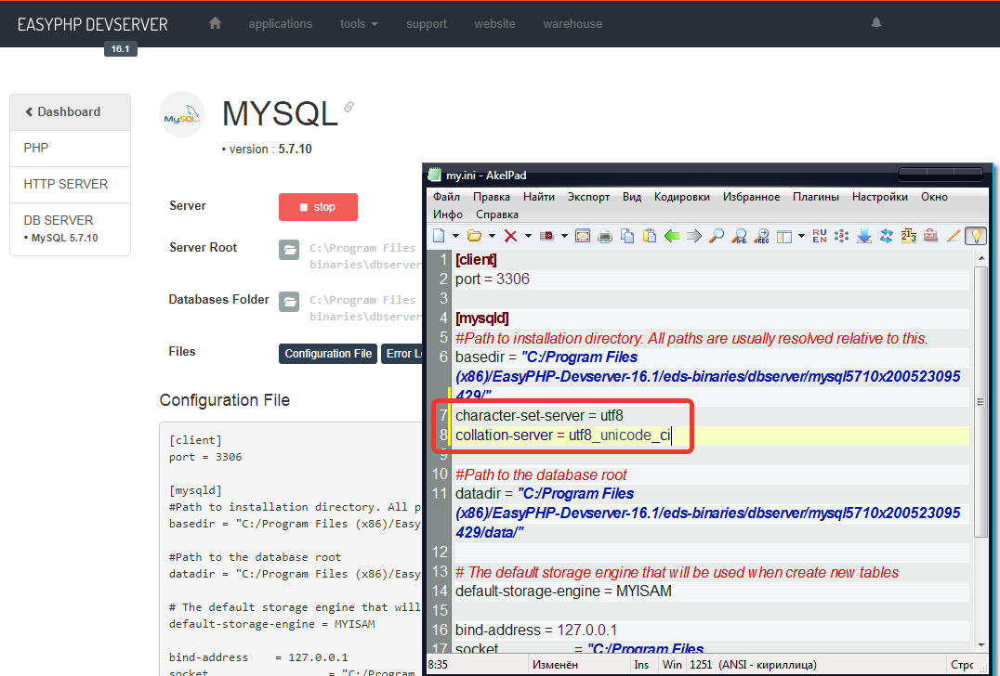 EASYPHP DEVSERVER
16.1
applications
tools
support
website
warehouse
Dashboard
PHP
HTTP SERVER
DB SERVER
• MySQL 5.7.10
MySQL
MYSQL
• version : 5.7.10
Server
stop
Server Root
C:\Program Files
binaries\dbserver
Databases Folder
C:\Program Files
binaries\dbserver
Files
Configuration File
Error L
Configuration File
[client]
port = 3306
[mysqld]
#Path to installation directory. All p
basedir = "C:/Program Files (x86)/Easy
#Path to the database root
datadir = "C:/Program Files (x86)/Easy
# The default storage engine that will
default-storage-engine = MYISAM
bind-address    = 127.0.0.1
socket = "C:/Program
my.ini - AkelPad
Файл Правка Найти Экспорт Вид Кодировки Избранное Плагины Настройки Окно
Инфо Справка
1 [client]
2 port = 3306
3
4 [mysqld]
5 #Path to installation directory. All paths are usually resolved relative to this.
6 basedir = "C:/Program Files
(x86)/EasyPHP-Devserver-16.1/eds-binaries/dbserver/mysql5710x200523095
429/"
7 character-set-server = utf8
8 collation-server = utf8_unicode_ci
9
10 #Path to the database root
11 datadir = "C:/Program Files
(x86)/EasyPHP-Devserver-16.1/eds-binaries/dbserver/mysql5710x200523095
429/data/"
12
13 # The default storage engine that will be used when create new tables
14 default-storage-engine = MYISAM
15
16 bind-address = 127.0.0.1
17 socket = "C:/Program Files
8:35 Изменён Ins Win 1251 (ANSI - кириллица) Строк